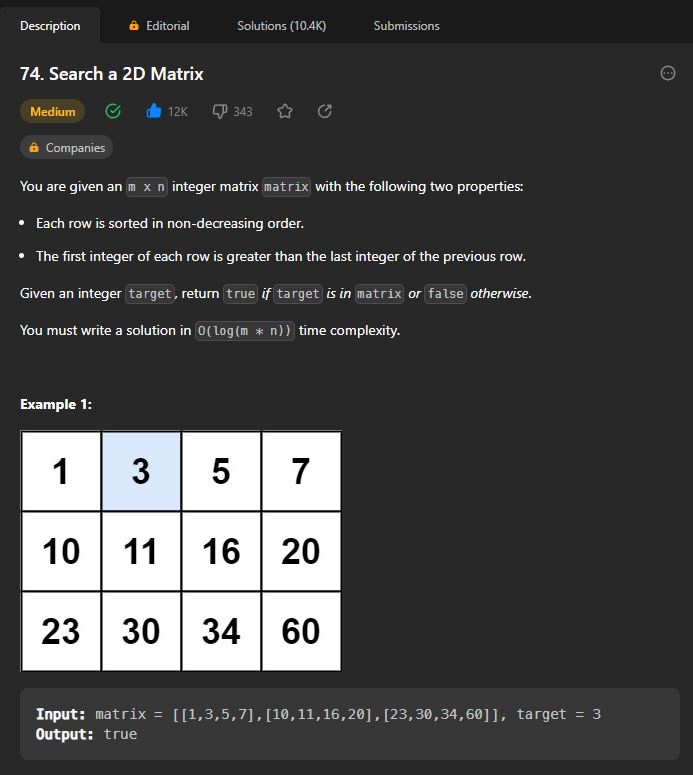 Description Editorial Solutions (10.4K) Submissions
74. Search a 2D Matrix
Medium 12K 343
Companies
You are given an m x n integer matrix matrix with the following two properties:
• Each row is sorted in non-decreasing order.
• The first integer of each row is greater than the last integer of the previous row.
Given an integer target, return true if target is in matrix or false otherwise.
You must write a solution in O(log(m * n)) time complexity.
Example 1:
1 3 5 7
10 11 16 20
23 30 34 60
Input: matrix = [[1,3,5,7],[10,11,16,20],[23,30,34,60]], target = 3
Output: true